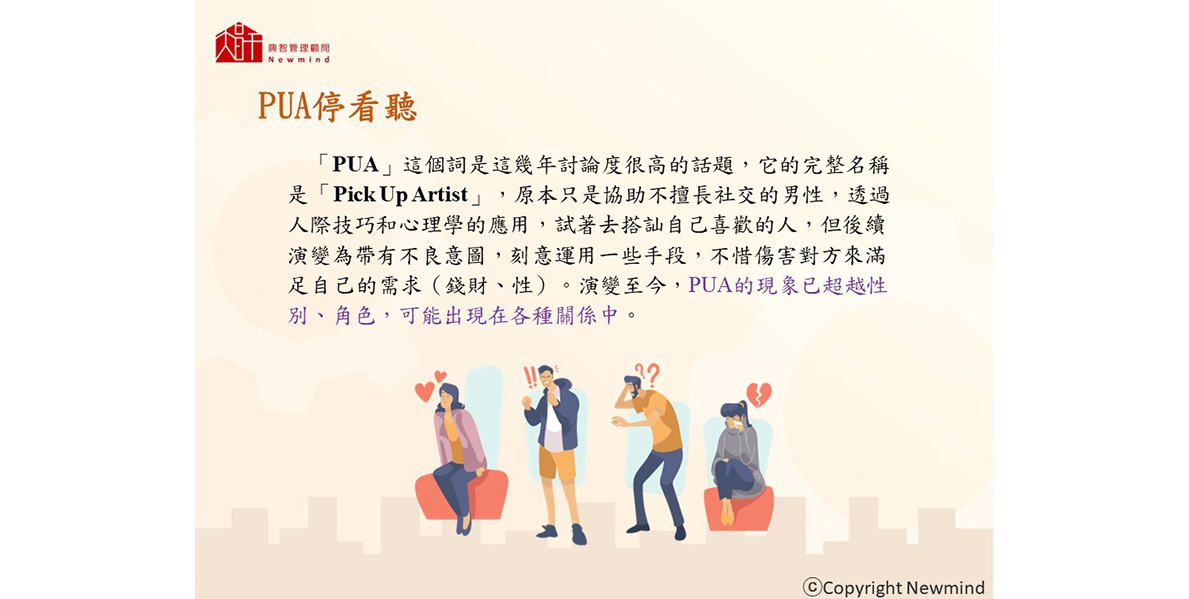 興智管理顧問
Newmind
PUA停看聽
「PUA」這個詞是這幾年討論度很高的話題，它的完整名稱
是「Pick Up Artist」，原本只是協助不擅長社交的男性，透過
人際技巧和心理學的應用，試著去搭訕自己喜歡的人，但後續
演變為帶有不良意圖，刻意運用一些手段，不惜傷害對方來滿
足自己的需求（錢財、性）。演變至今，PUA的現象已超越性
別、角色，可能出現在各種關係中。
!!
??
ⓒCopyright Newmind